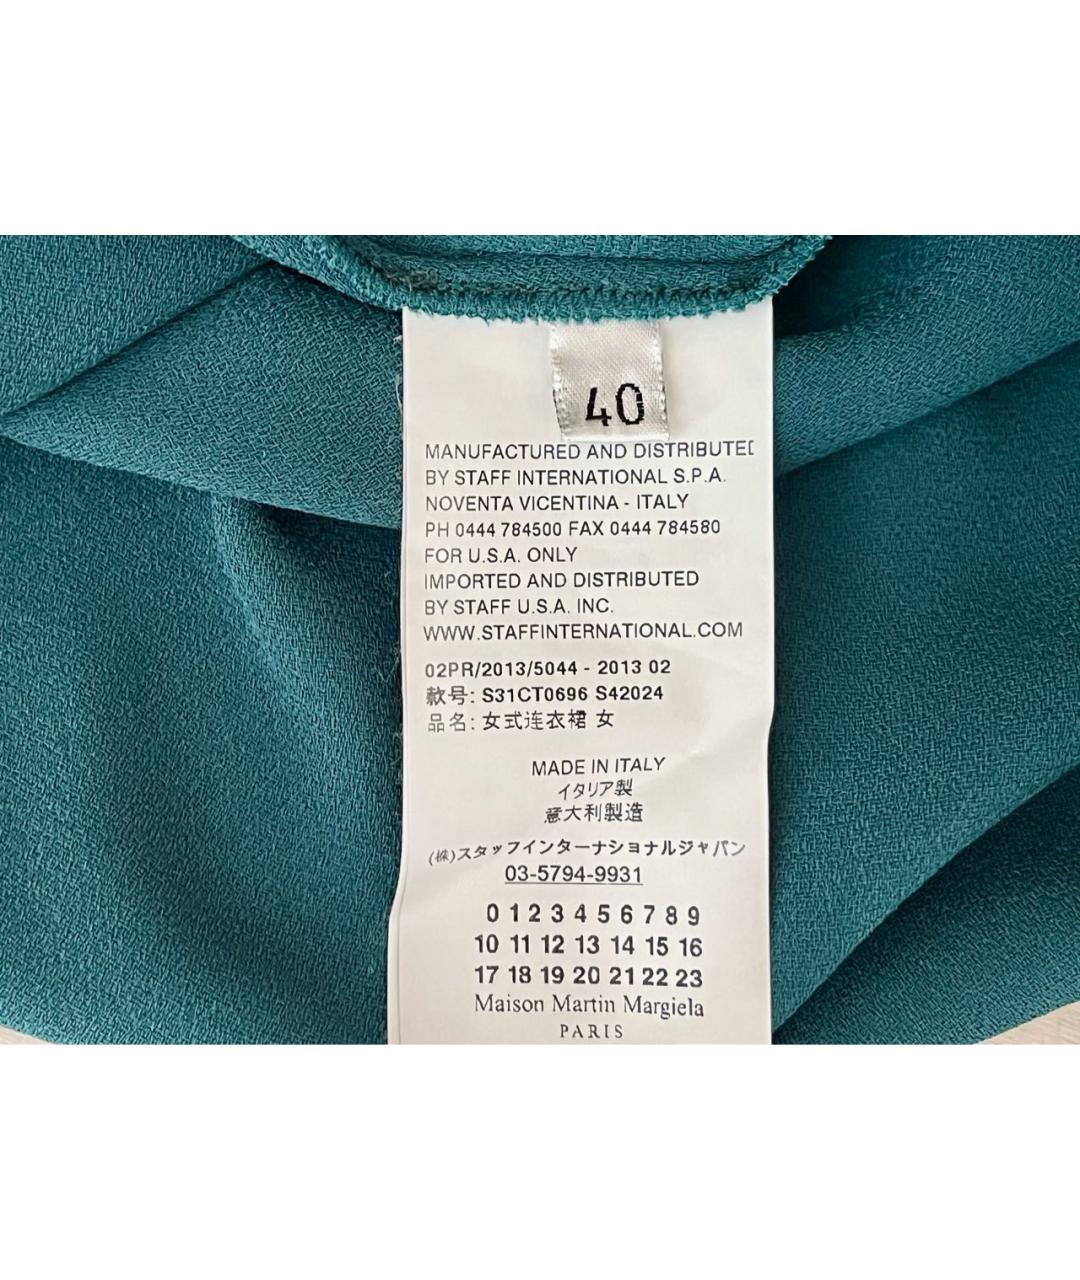 40
MANUFACTURED AND DISTRIBUTED
BY STAFF INTERNATIONAL S.P.A.
NOVENTA VICENTINA - ITALY
PH 0444 784500 FAX 0444 784580
FOR U.S.A. ONLY
IMPORTED AND DISTRIBUTED
BY STAFF U.S.A. INC.
WWW.STAFFINTERNATIONAL.COM
02PR/2013/5044 - 2013 02
款号: S31CT0696 S42024
品名: 女式连衣裙 女
MADE IN ITALY
イタリア製
意大利製造
(株)スタッフインターナショナルジャパン
03-5794-9931
0 1 2 3 4 5 6 7 8 9
10 11 12 13 14 15 16
17 18 19 20 21 22 23
Maison Martin Margiela
PARIS